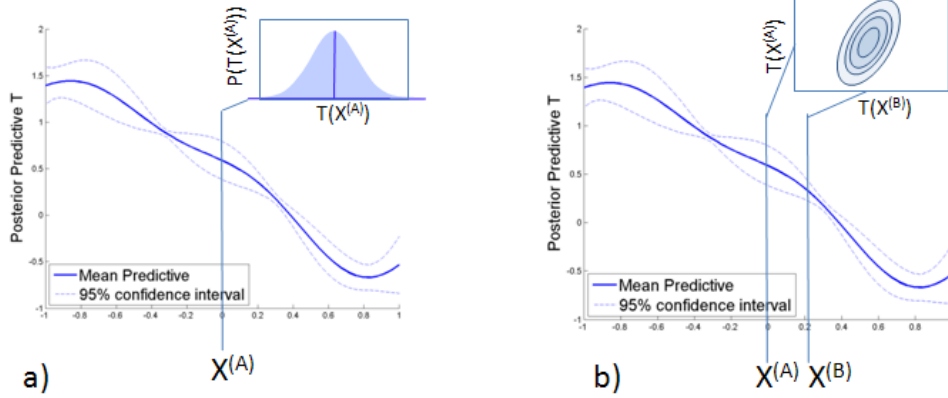 P(T(X^(A)))
T(X^(A))
Posterior Predictive T
2
1.5
1
0.5
0
-0.5
-1
Mean Predictive
95% confidence interval
-1 -0.8 -0.6 -0.4 -0.2 0 0.2 0.4 0.6 0.8 1
X^(A)
a)
T(X^(A))
T(X^(B))
Posterior Predictive T
2
1.5
1
0.5
0
-0.5
-1
Mean Predictive
95% confidence interval
-1 -0.8 -0.6 -0.4 -0.2 0 0.2 0.4 0.6 0.8
X^(A) X^(B)
b)